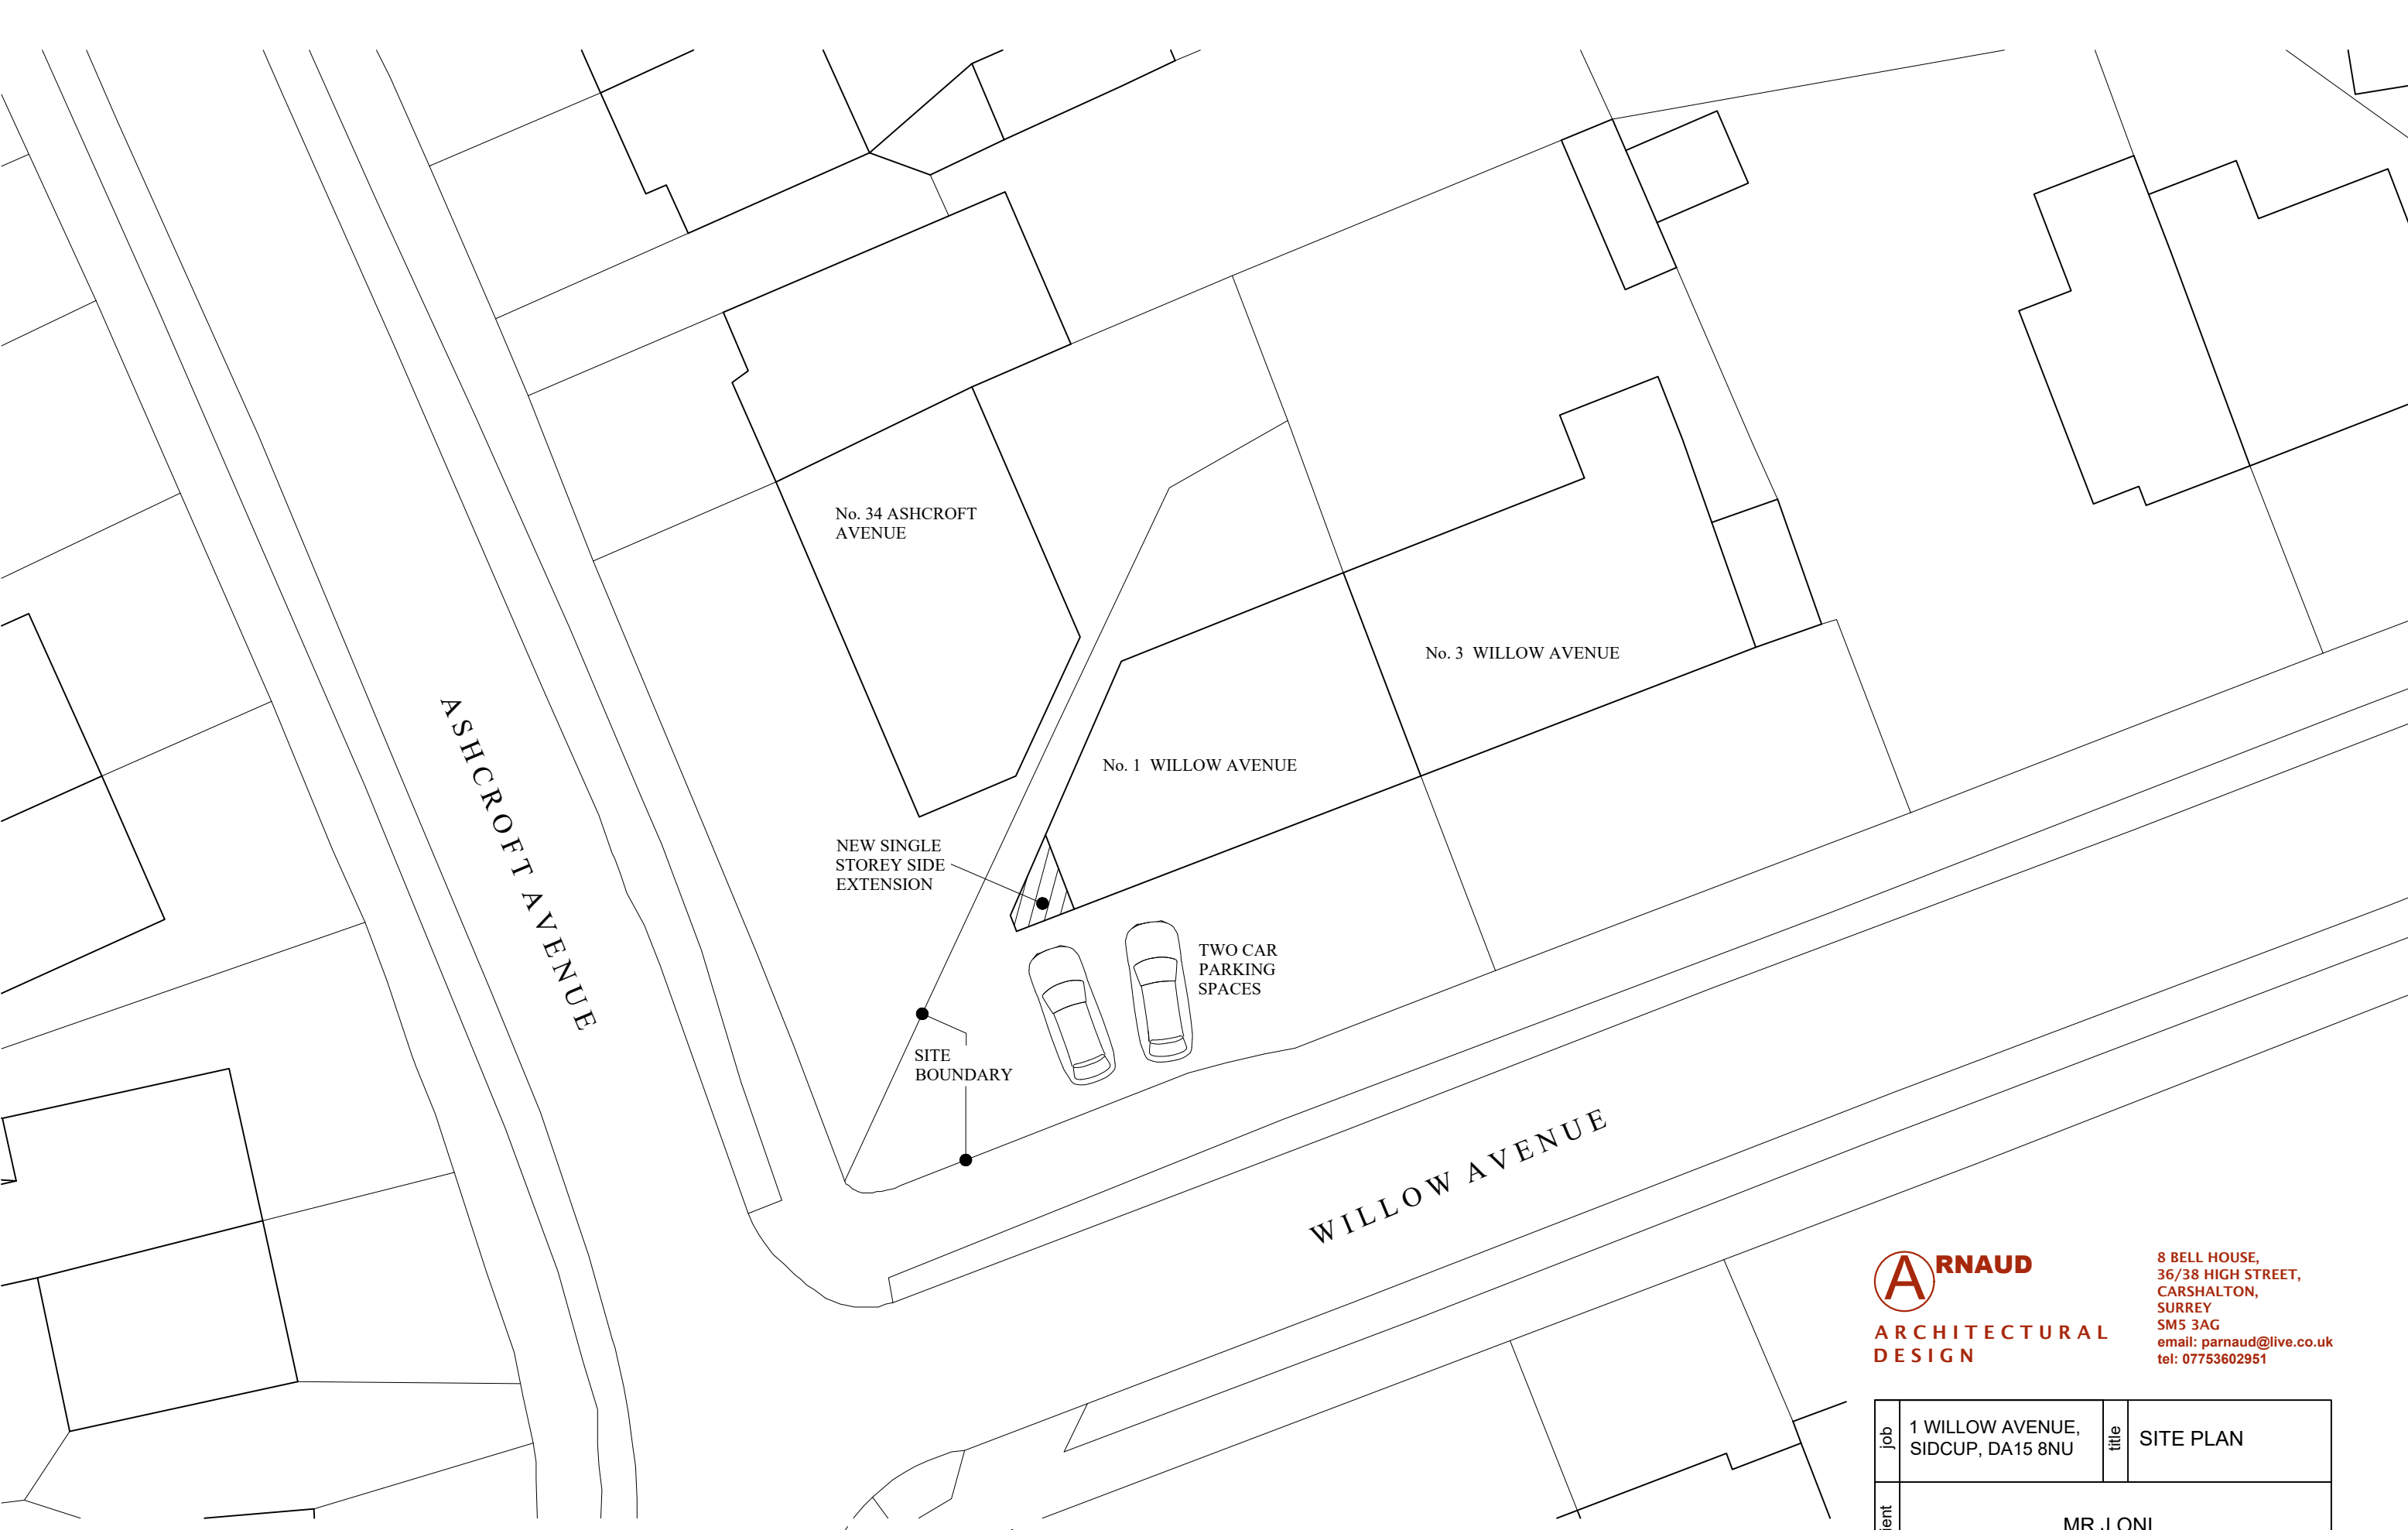 No. 34 ASHCROFT
AVENUE
No. 3  WILLOW AVENUE
No. 1  WILLOW AVENUE
ASHCROFT AVENUE
NEW SINGLE
STOREY SIDE
EXTENSION
TWO CAR
PARKING
SPACES
SITE
BOUNDARY
WILLOW AVENUE
ARNAUD
ARCHITECTURAL
DESIGN
8 BELL HOUSE,
36/38 HIGH STREET,
CARSHALTON,
SURREY
SM5 3AG
email: parnaud@live.co.uk
tel: 07753602951
job
1 WILLOW AVENUE,
SIDCUP, DA15 8NU
title
SITE PLAN